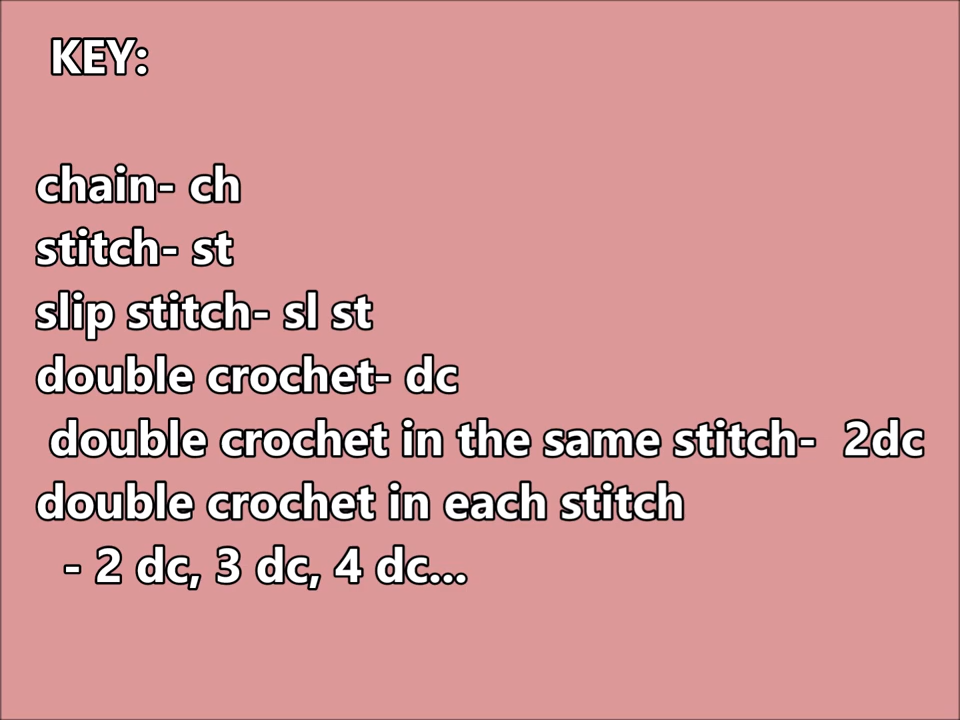 KEY:
chain- ch
stitch- st
slip stitch- sl st
double crochet- dc
double crochet in the same stitch- 2dc
double crochet in each stitch
- 2 dc, 3 dc, 4 dc...